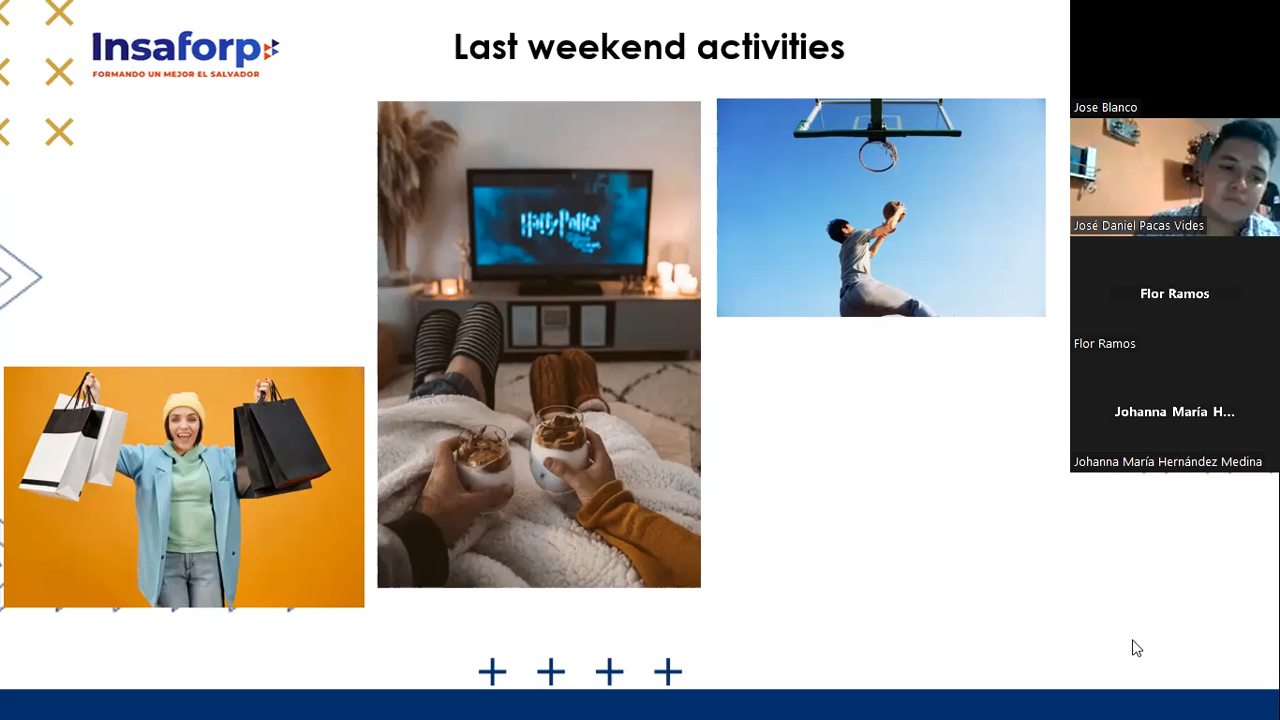 Insaforp
FORMANDO UN MEJOR EL SALVADOR
Last weekend activities
Harry Potter
Jose Blanco
José Daniel Pacas Vides
Flor Ramos
Flor Ramos
Johanna María H...
Johanna María Hernández Medina